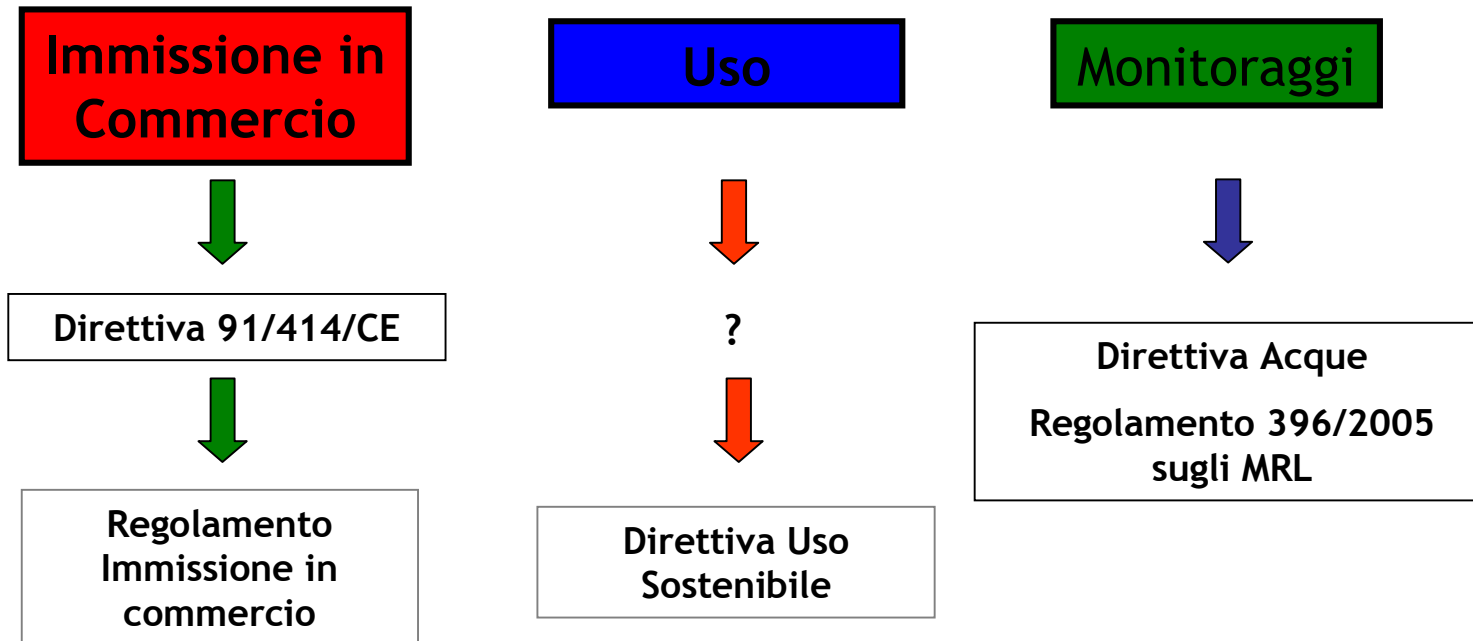 Immissione in
Commercio
Uso
Monitoraggi
Direttiva 91/414/CE
?
Direttiva Acque
Regolamento 396/2005
sugli MRL
Regolamento
Immissione in
commercio
Direttiva Uso
Sostenibile